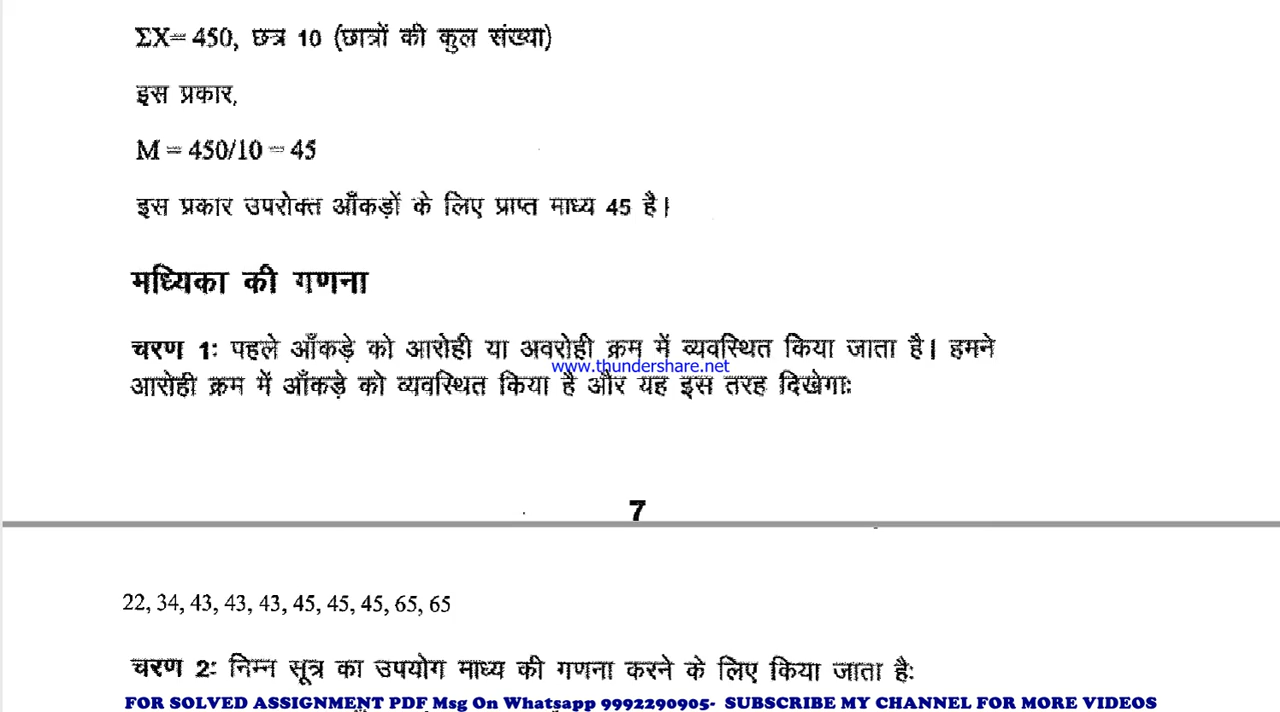 ΣX= 450, छत्र 10 (छात्रों की कुल संख्या)
इस प्रकार,
M = 450/10 = 45
इस प्रकार उपरोक्त आँकड़ों के लिए प्राप्त माध्य 45 है।
मध्यिका की गणना
चरण 1: पहले आँकड़े को आरोही या अवरोही क्रम में व्यवस्थित किया जाता है। हमने
www.thundershare.net
आरोही क्रम में आँकड़े को व्यवस्थित किया है और यह इस तरह दिखेगाः
7
22, 34, 43, 43, 43, 45, 45, 45, 65, 65
चरण 2: निम्न सूत्र का उपयोग माध्य की गणना करने के लिए किया जाता है:
FOR SOLVED ASSIGNMENT PDF Msg On Whatsapp 9992290905- SUBSCRIBE MY CHANNEL FOR MORE VIDEOS